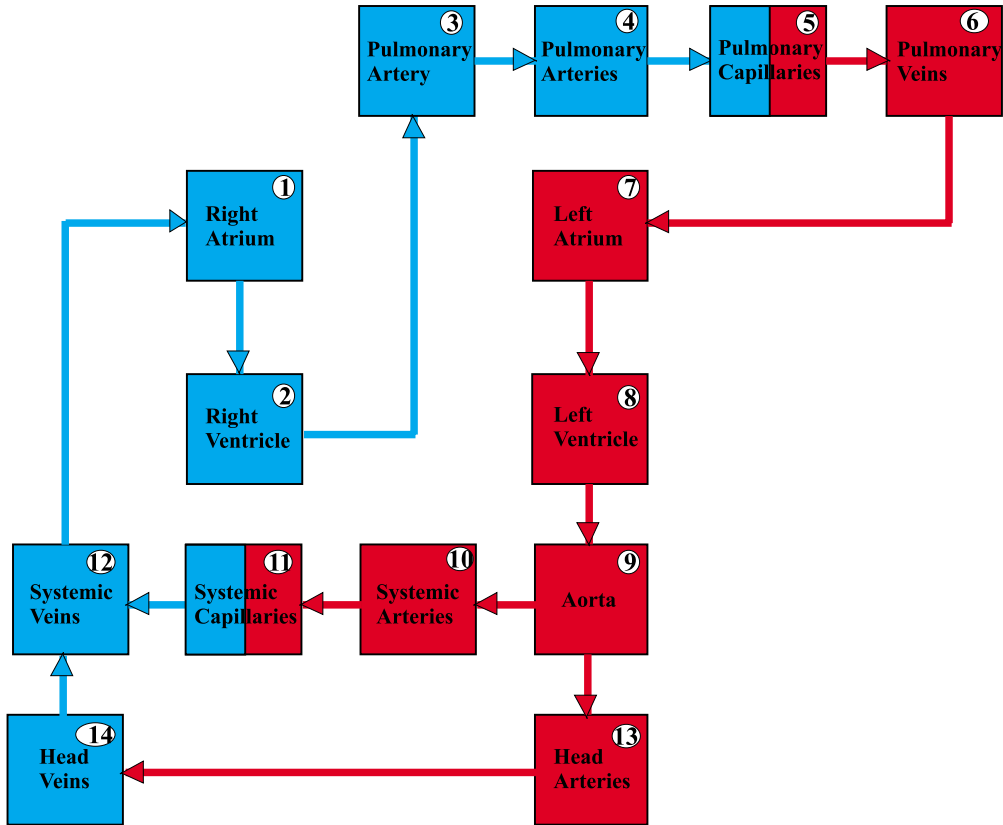 3
Pulmonary
Artery
4
Pulmonary
Arteries
5
Pulmonary
Capillaries
6
Pulmonary
Veins
1
Right
Atrium
7
Left
Atrium
2
Right
Ventricle
8
Left
Ventricle
12
Systemic
Veins
11
Systemic
Capillaries
10
Systemic
Arteries
9
Aorta
14
Head
Veins
13
Head
Arteries